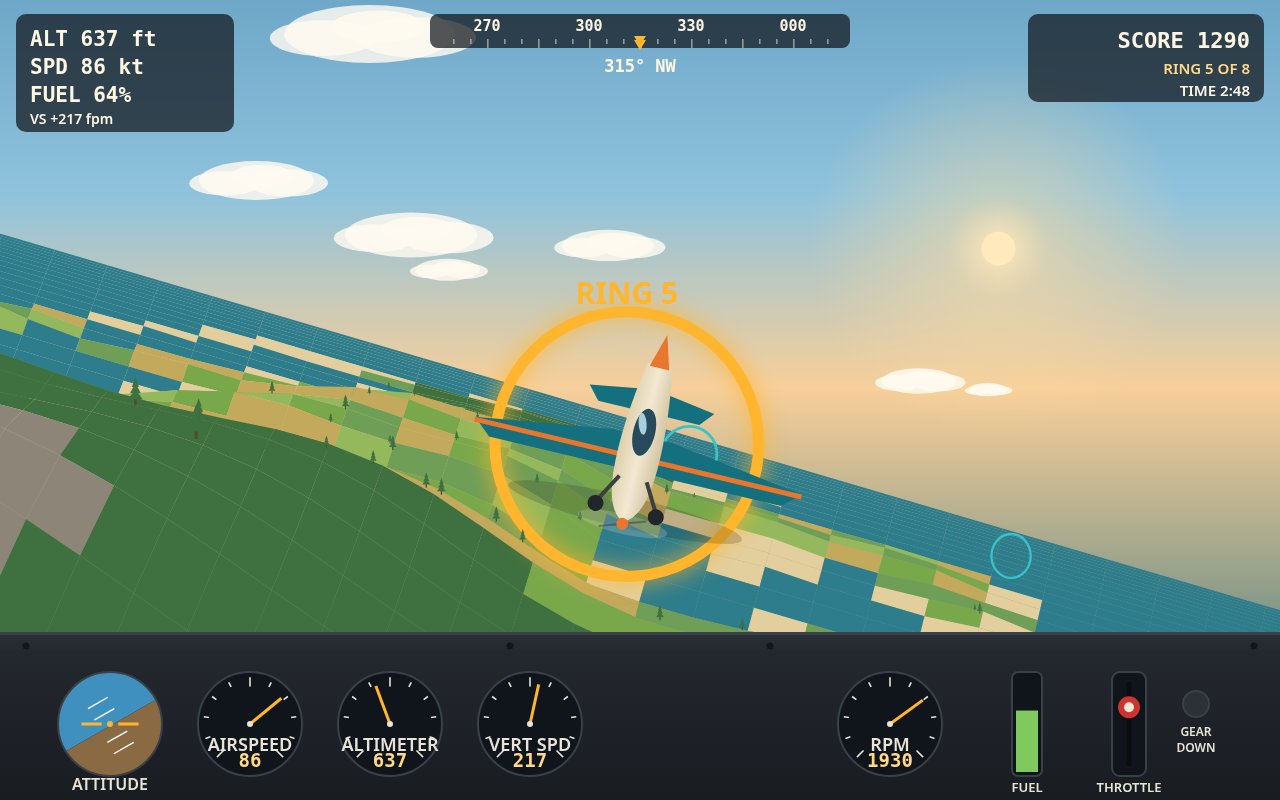 ALT 637 ft
SPD 86 kt
FUEL 64%
VS +217 fpm
270 300 330 000
315° NW
SCORE 1290
RING 5 OF 8
TIME 2:48
RING 5
ATTITUDE
AIRSPEED
86
ALTIMETER
637
VERT SPD
217
RPM
1930
FUEL
THROTTLE
GEAR
DOWN